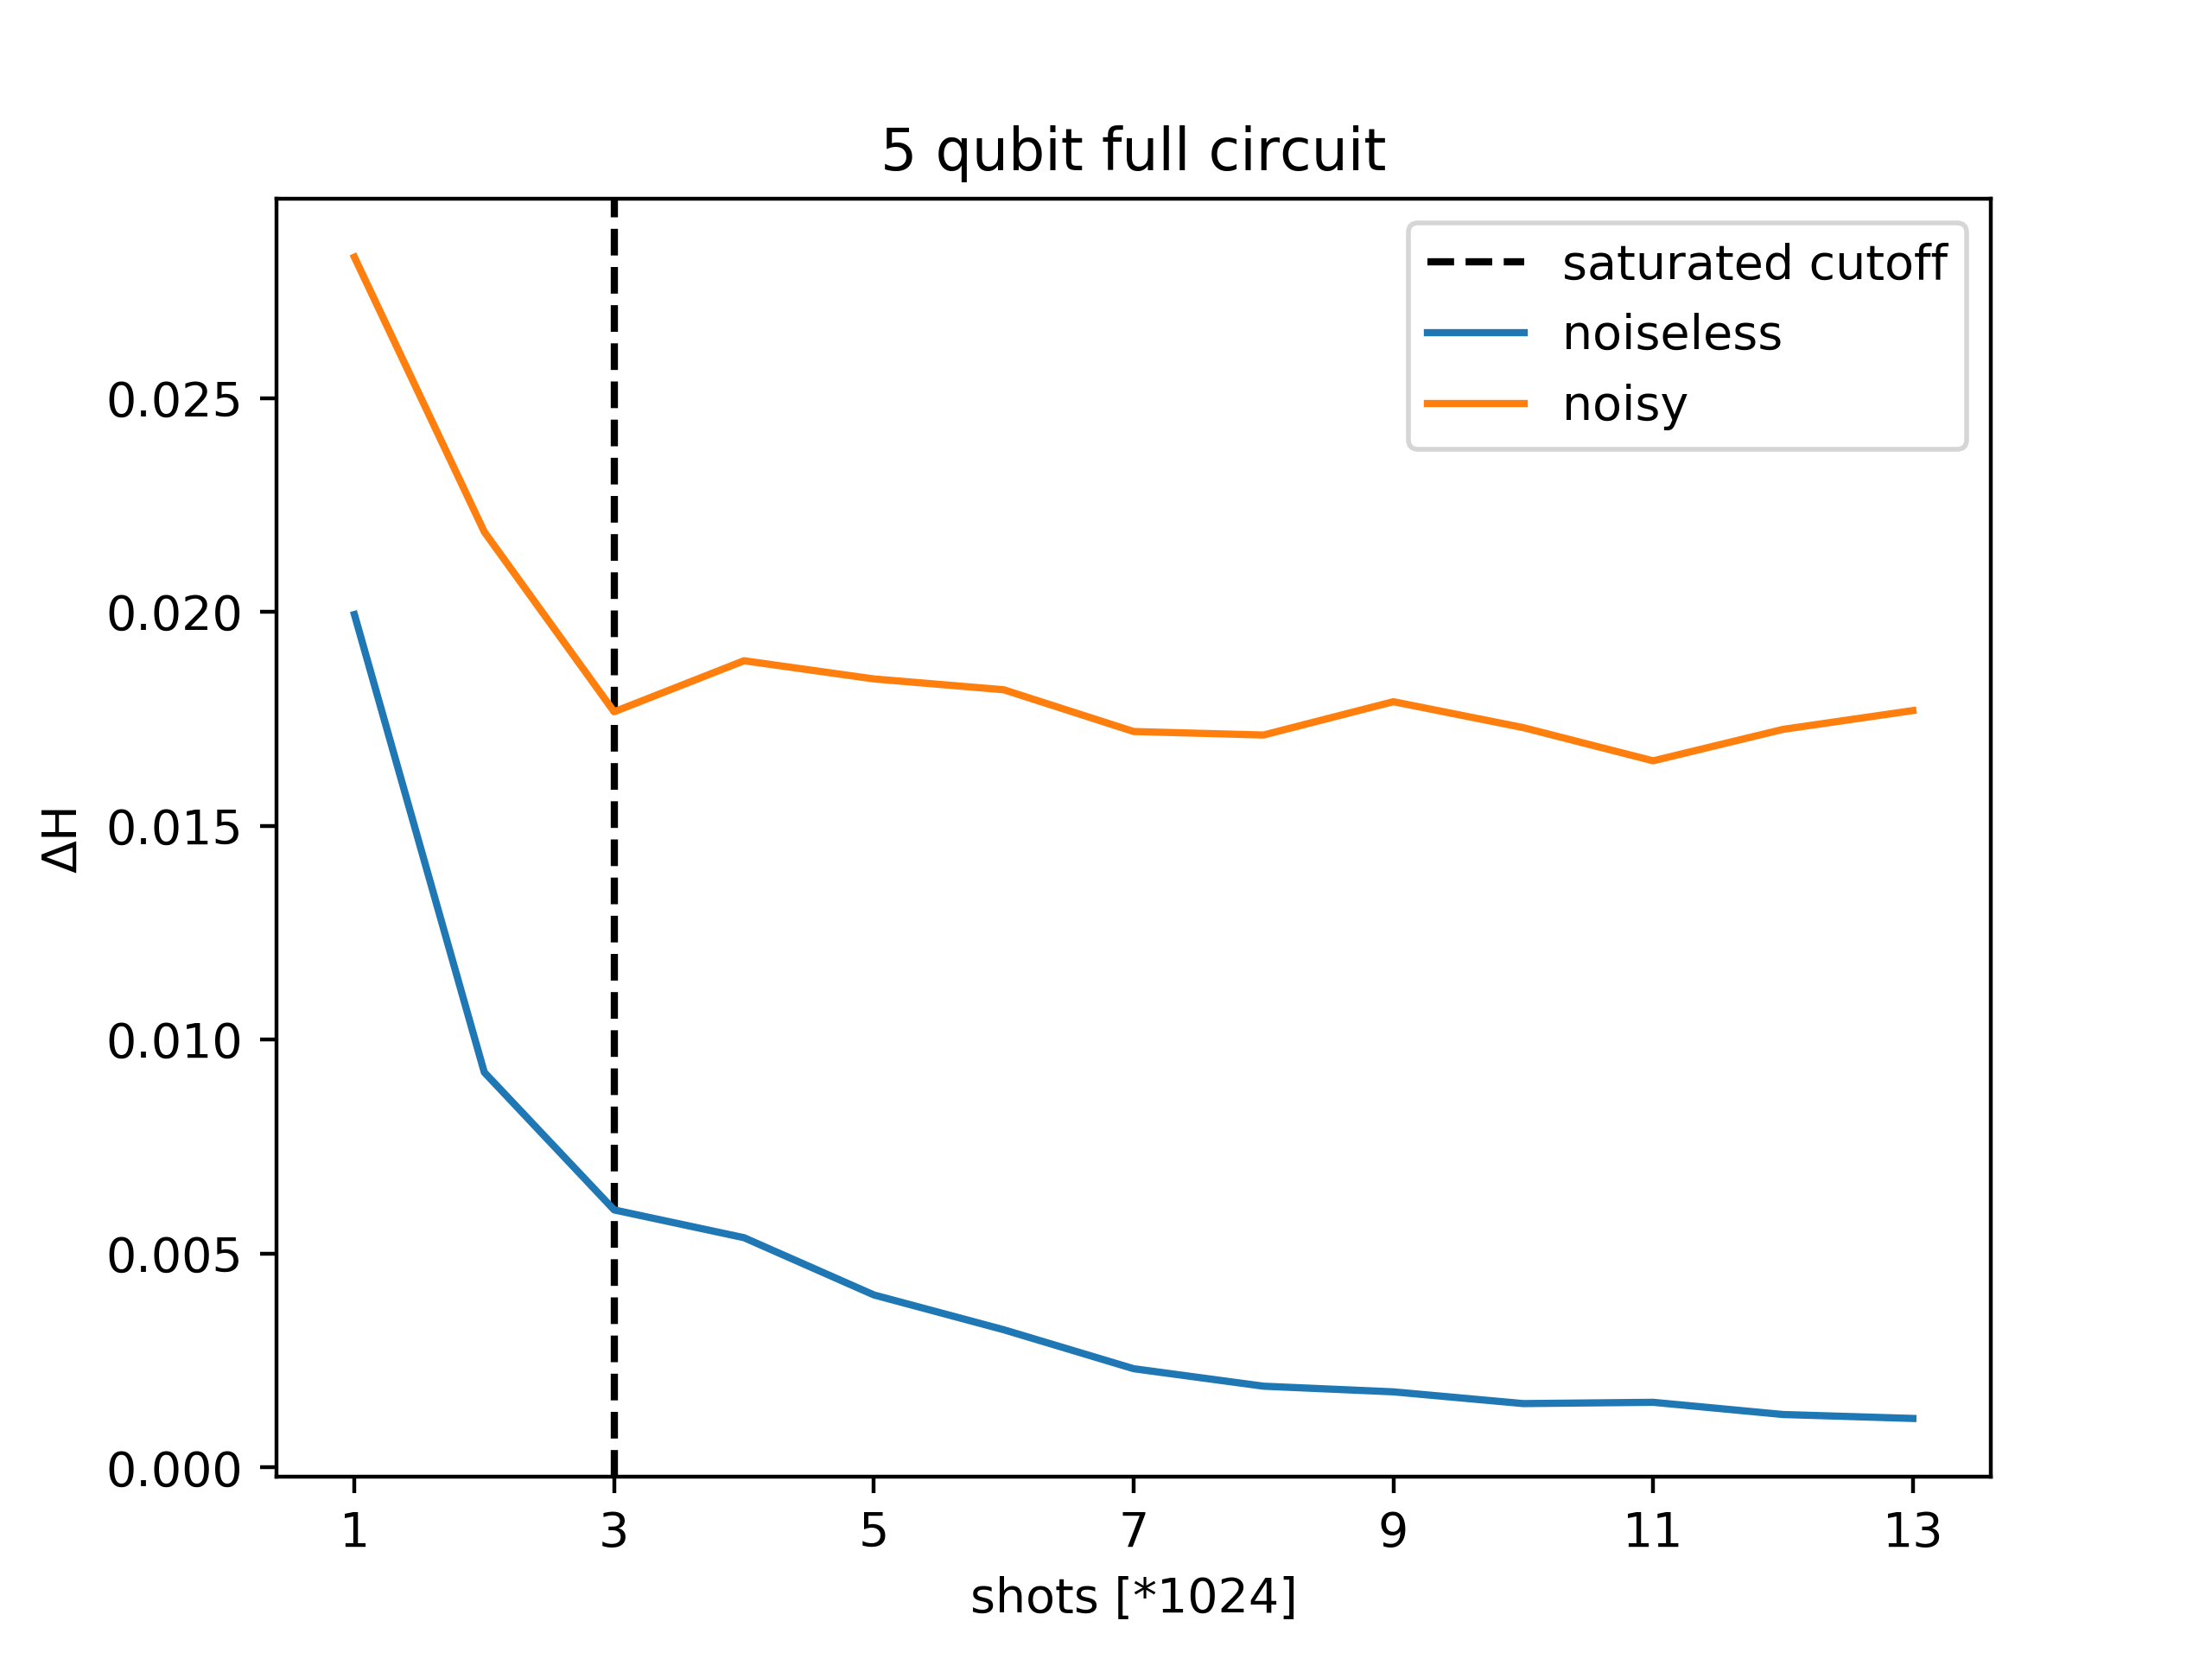 5 qubit full circuit
saturated cutoff
noiseless
noisy
0.025
0.020
0.015
0.010
0.005
0.000
ΔH
1 3 5 7 9 11 13
shots [*1024]